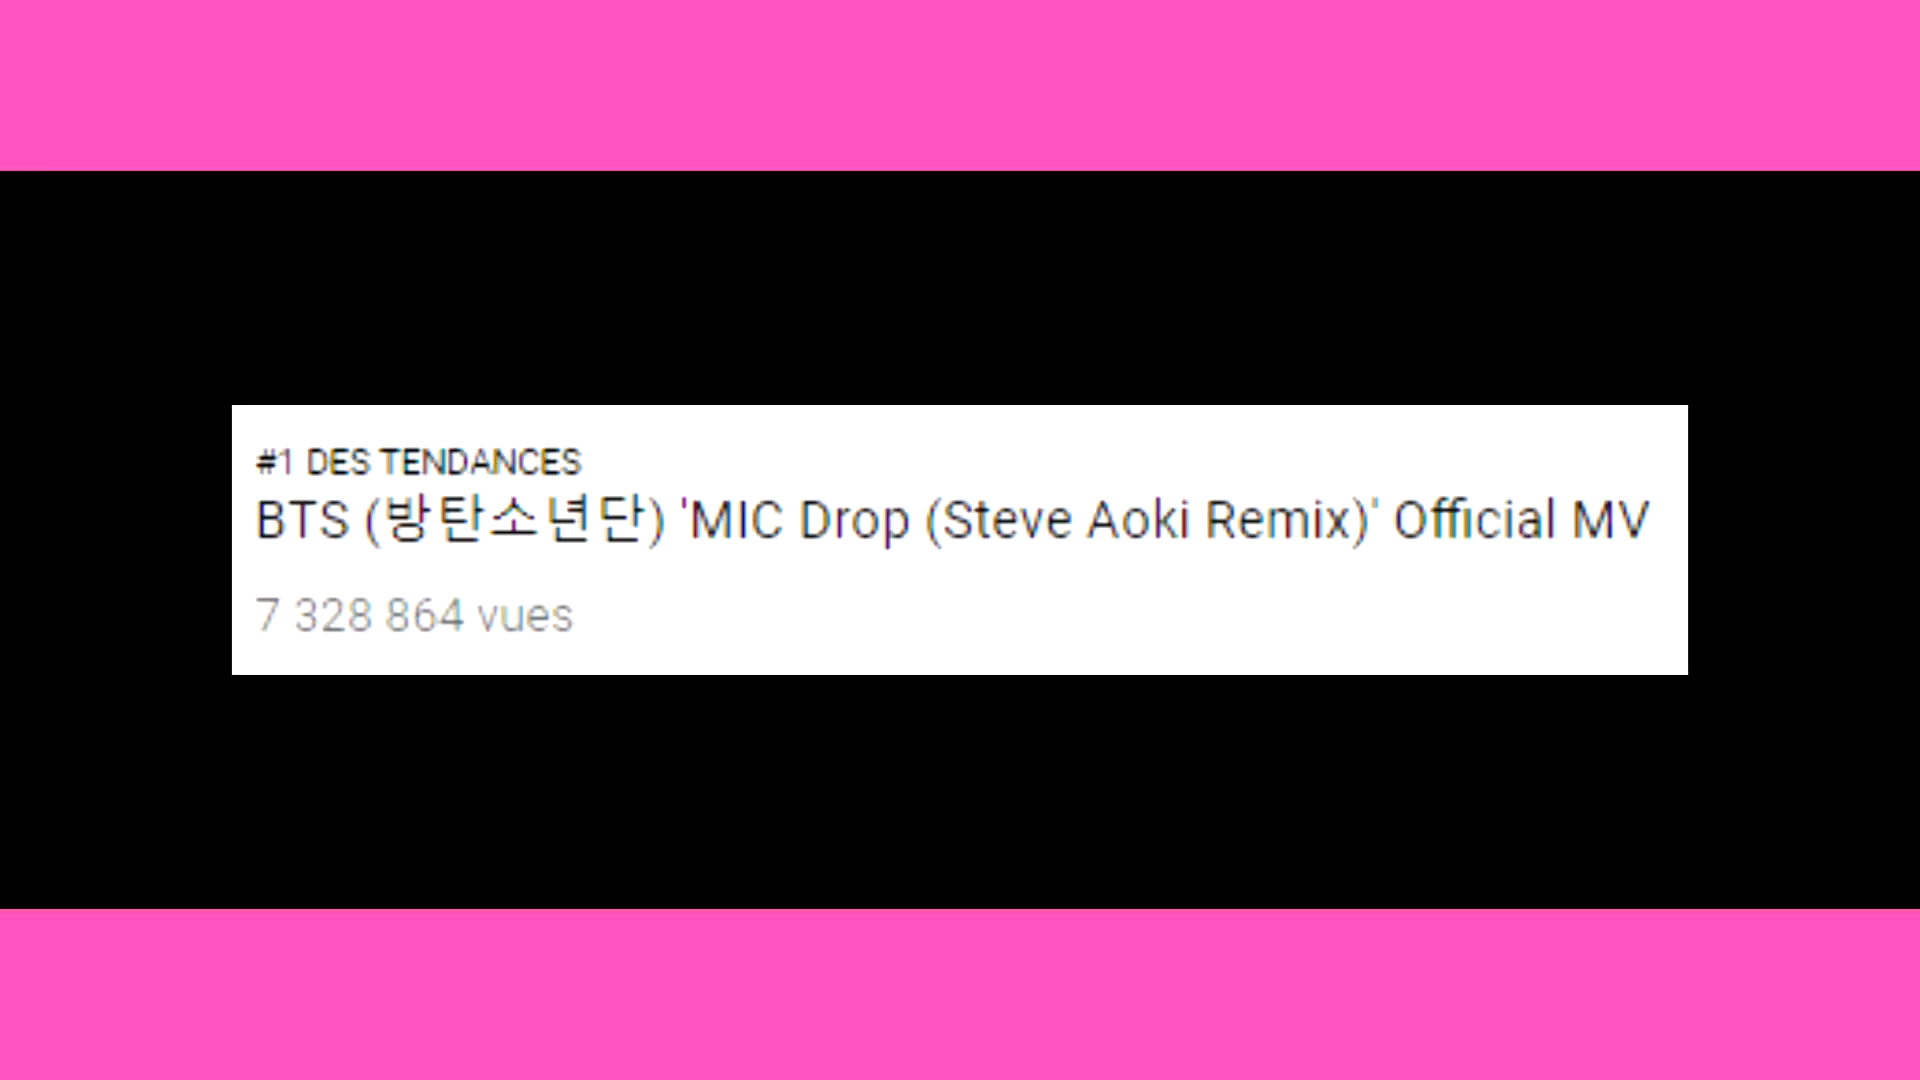 #1 DES TENDANCES
BTS (방탄소년단) 'MIC Drop (Steve Aoki Remix)' Official MV
7 328 864 vues